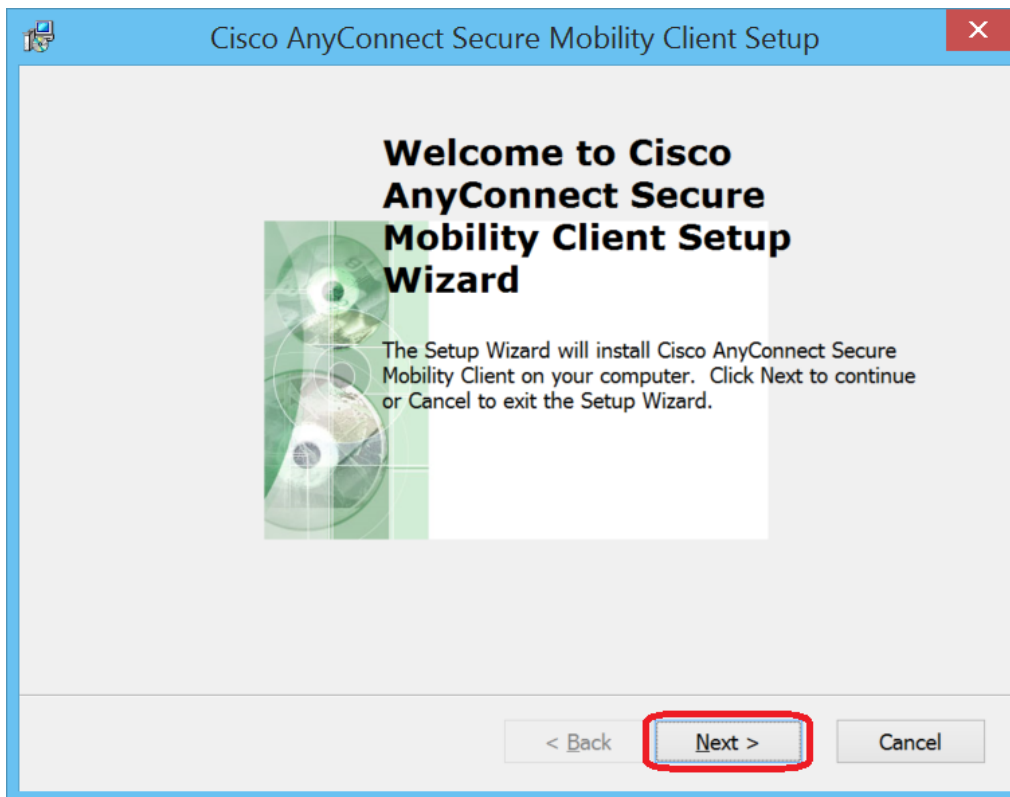 Cisco AnyConnect Secure Mobility Client Setup
Welcome to Cisco
AnyConnect Secure
Mobility Client Setup
Wizard
The Setup Wizard will install Cisco AnyConnect Secure
Mobility Client on your computer.  Click Next to continue
or Cancel to exit the Setup Wizard.
< Back
Next >
Cancel